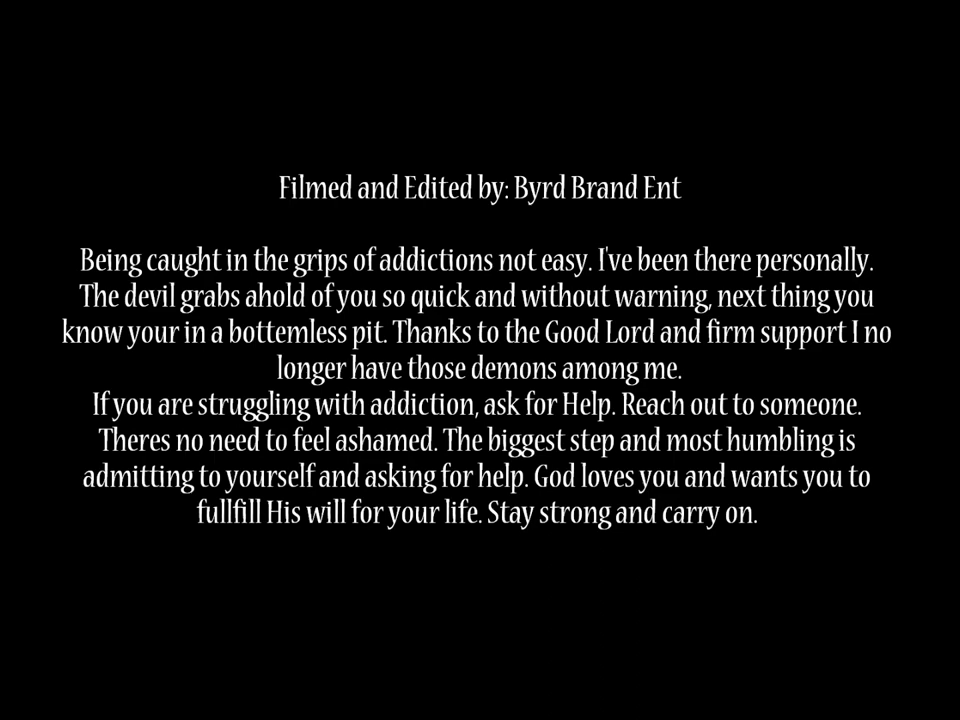 Filmed and Edited by: Byrd Brand Ent
Being caught in the grips of addictions not easy. I've been there personally.
The devil grabs ahold of you so quick and without warning, next thing you
know your in a bottemless pit. Thanks to the Good Lord and firm support I no
longer have those demons among me.
If you are struggling with addiction, ask for Help. Reach out to someone.
Theres no need to feel ashamed. The biggest step and most humbling is
admitting to yourself and asking for help. God loves you and wants you to
fullfill His will for your life. Stay strong and carry on.